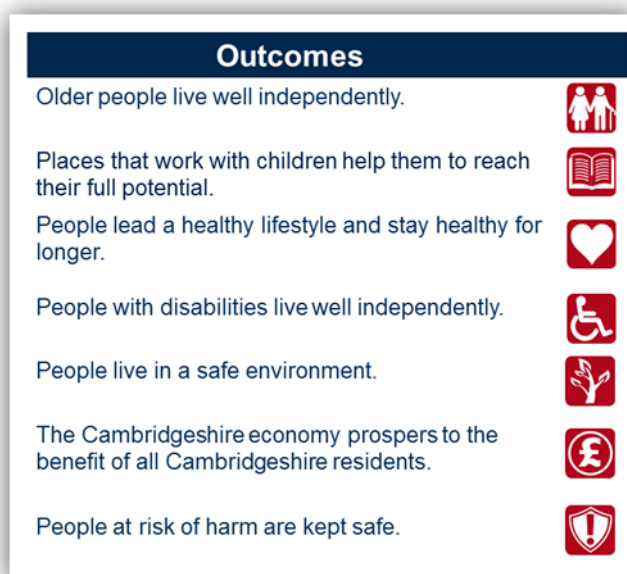 Outcomes
Older people live well independently.
Places that work with children help them to reach
their full potential.
People lead a healthy lifestyle and stay healthy for
longer.
People with disabilities live well independently.
People live in a safe environment.
The Cambridgeshire economy prospers to the
benefit of all Cambridgeshire residents.
£
People at risk of harm are kept safe.
!